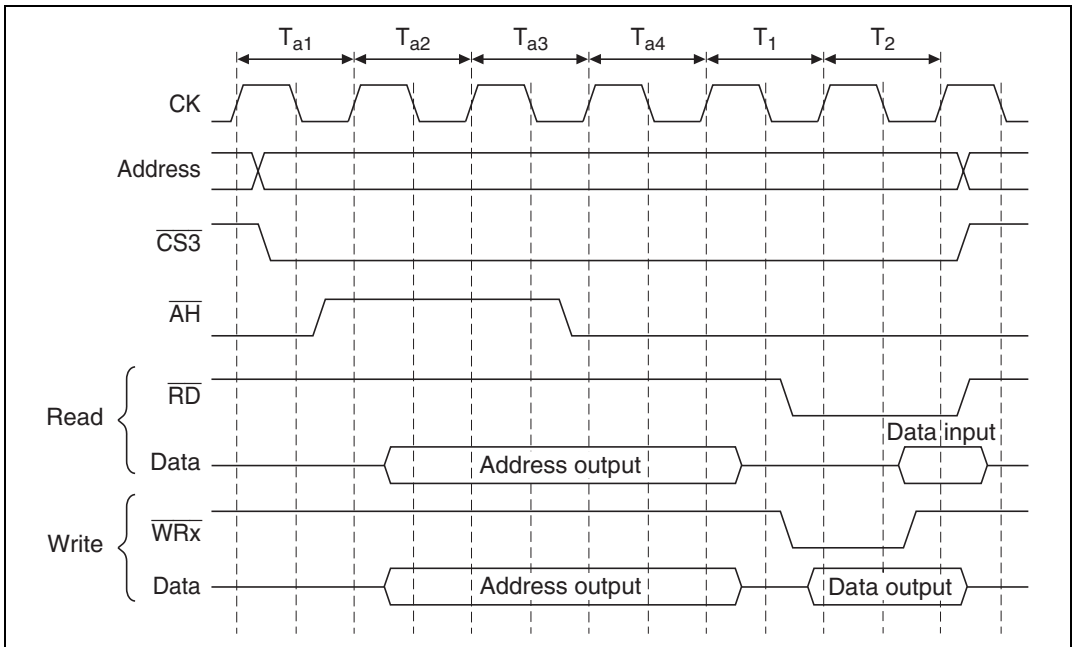 Ta1 Ta2 Ta3 Ta4 T1 T2
CK
Address
CS3
AH
RD
Read
Data input
Data
Address output
WRx
Write
Data
Address output
Data output